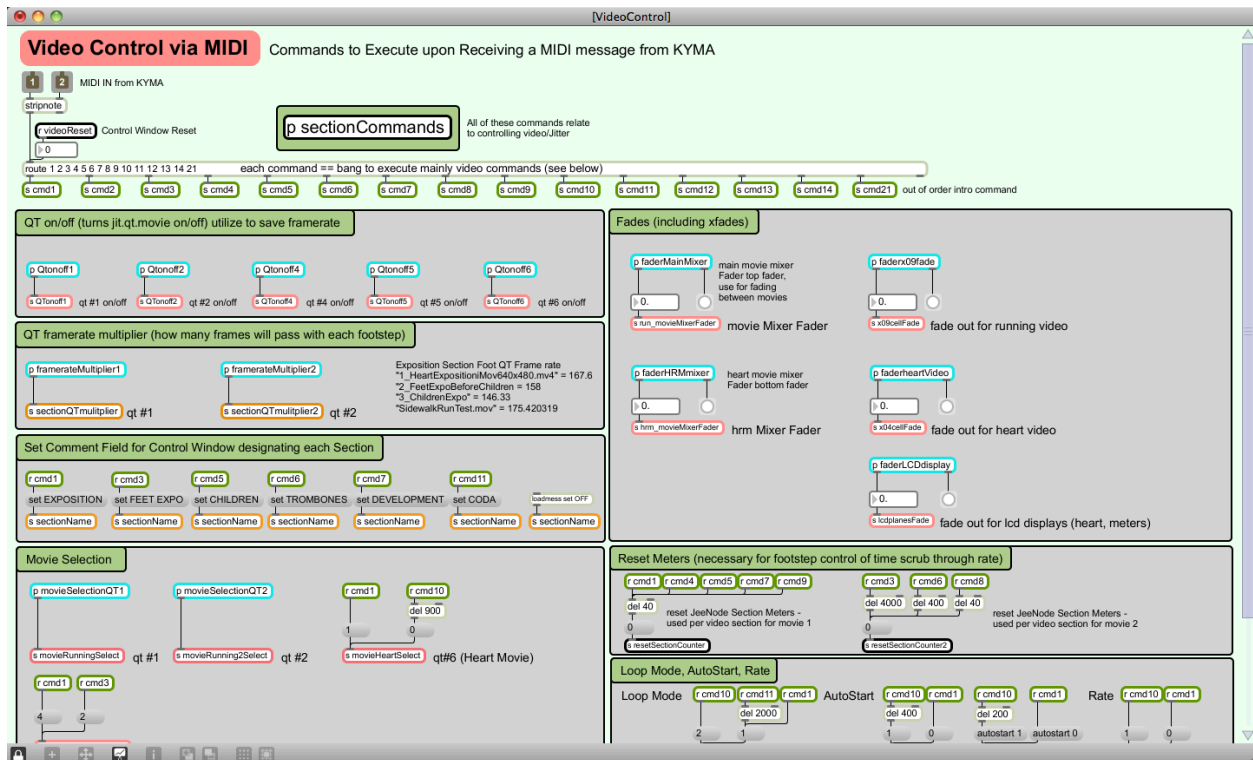 [VideoControl]
Video Control via MIDI
Commands to Execute upon Receiving a MIDI message from KYMA
1 2 MIDI IN from KYMA
stripnote
r videoReset Control Window Reset
0
p sectionCommands
All of these commands relate
to controlling video/Jitter
route 1 2 3 4 5 6 7 8 9 10 11 12 13 14 21 each command == bang to execute mainly video commands (see below)
s cmd1 s cmd2 s cmd3 s cmd4 s cmd5 s cmd6 s cmd7 s cmd8 s cmd9 s cmd10 s cmd11 s cmd12 s cmd13 s cmd14 s cmd21 out of order intro command
QT on/off (turns jit.qt.movie on/off) utilize to save framerate
p Qtonoff1 p Qtonoff2 p Qtonoff4 p Qtonoff5 p Qtonoff6
s QTonoff1 qt #1 on/off s QTonoff2 qt #2 on/off s QTonoff4 qt #4 on/off s QTonoff5 qt #5 on/off s QTonoff6 qt #6 on/off
QT framerate multiplier (how many frames will pass with each footstep)
p framerateMultiplier1 p framerateMultiplier2
s sectionQTmulitplier qt #1 s sectionQTmulitplier2 qt #2
Exposition Section Foot QT Frame rate
"1_HeartExpositioniMov640x480.mv4" = 167.6
"2_FeetExpoBeforeChildren = 158
"3_ChildrenExpo" = 146.33
"SidewalkRunTest.mov" = 175.420319
Set Comment Field for Control Window designating each Section
r cmd1 r cmd3 r cmd5 r cmd6 r cmd7 r cmd11
set EXPOSITION set FEET EXPO set CHILDREN set TROMBONES set DEVELOPMENT set CODA loadmess set OFF
s sectionName s sectionName s sectionName s sectionName s sectionName s sectionName s sectionName
Movie Selection
p movieSelectionQT1 p movieSelectionQT2 r cmd1 r cmd10
del 900
1 0
s movieRunningSelect qt #1 s movieRunning2Select qt #2 s movieHeartSelect qt#6 (Heart Movie)
r cmd1 r cmd3
4 2
Fades (including xfades)
p faderMainMixer
main movie mixer
Fader top fader,
use for fading
between movies
0.
s run_movieMixerFader movie Mixer Fader
p faderx09fade
0.
s x09cellFade fade out for running video
p faderHRMmixer
heart movie mixer
Fader bottom fader
0.
s hrm_movieMixerFader hrm Mixer Fader
p faderheartVideo
0.
s x04cellFade fade out for heart video
p faderLCDdisplay
0.
s lcdplanesFade fade out for lcd displays (heart, meters)
Reset Meters (necessary for footstep control of time scrub through rate)
r cmd1 r cmd4 r cmd5 r cmd7 r cmd9
del 40
0
s resetSectionCounter
reset JeeNode Section Meters -
used per video section for movie 1
r cmd3 r cmd6 r cmd8
del 4000 del 400 del 40
0
s resetSectionCounter2
reset JeeNode Section Meters -
used per video section for movie 2
Loop Mode, AutoStart, Rate
Loop Mode r cmd10 r cmd11 r cmd1 AutoStart r cmd10 r cmd1 r cmd10 r cmd1 Rate r cmd10 r cmd1
del 2000 del 400 del 200
2 1 1 0 autostart 1 autostart 0 1 0